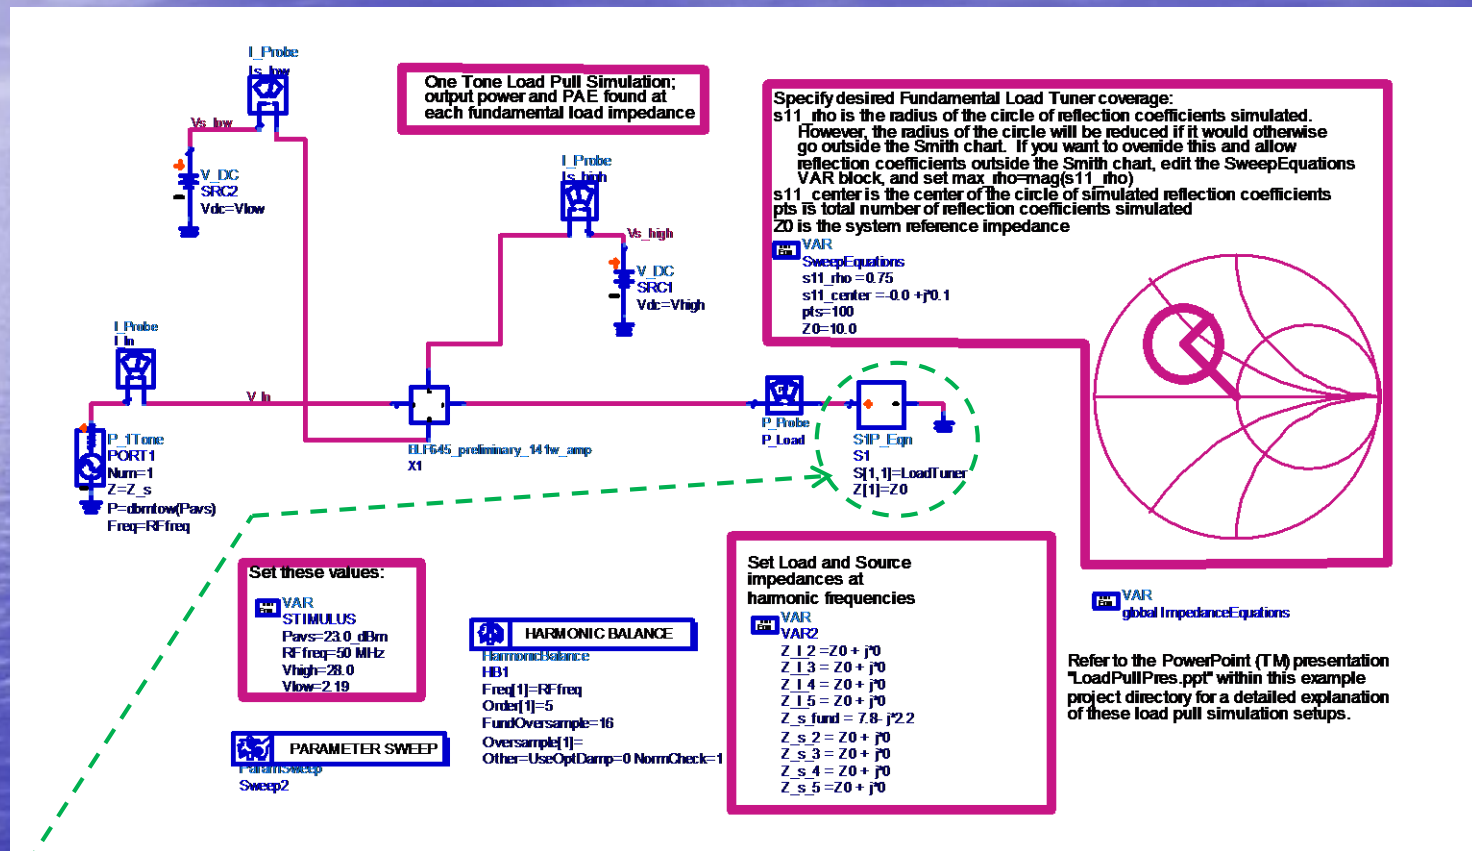 I_Probe
Is_low
Vs_low
V_DC
SRC2
Vdc=Vlow
One Tone Load Pull Simulation;
output power and PAE found at
each fundamental load impedance
I_Probe
Is_high
Vs_high
V_DC
SRC1
Vdc=Vhigh
Specify desired Fundamental Load Tuner coverage:
s11_rho is the radius of the circle of reflection coefficients simulated.
However, the radius of the circle will be reduced if it would otherwise
go outside the Smith chart. If you want to override this and allow
reflection coefficients outside the Smith chart, edit the SweepEquations
VAR block, and set max_rho=mag(s11_rho)
s11_center is the center of the circle of simulated reflection coefficients
pts is total number of reflection coefficients simulated
Z0 is the system reference impedance
Var
Eqn
VAR
SweepEquations
s11_rho =0.75
s11_center =-0.0 +j*0.1
pts=100
Z0=10.0
I_Probe
I_In
V_In
P_1Tone
PORT1
Num=1
Z=Z_s
P=dbmtow(Pavs)
Freq=RFfreq
BLF645_preliminary_141w_amp
X1
P_Probe
P_Load
S1P_Eqn
S1
S[1,1]=LoadTuner
Z[1]=Z0
Set these values:
Var
Eqn
VAR
STIMULUS
Pavs=23.0_dBm
RFfreq=50 MHz
Vhigh=28.0
Vlow=2.19
PARAMETER SWEEP
ParamSweep
Sweep2
HARMONIC BALANCE
HarmonicBalance
HB1
Freq[1]=RFfreq
Order[1]=5
FundOversample=16
Oversample[1]=
Other=UseOptDamp=0 NormCheck=1
Set Load and Source
impedances at
harmonic frequencies
Var
Eqn
VAR
VAR2
Z_l_2 =Z0 + j*0
Z_l_3 = Z0 + j*0
Z_l_4 = Z0 + j*0
Z_l_5 = Z0 + j*0
Z_s_fund = 7.8- j*2.2
Z_s_2 = Z0 + j*0
Z_s_3 = Z0 + j*0
Z_s_4 = Z0 + j*0
Z_s_5 =Z0 + j*0
Var
Eqn
VAR
global ImpedanceEquations
Refer to the PowerPoint (TM) presentation
"LoadPullPres.ppt" within this example
project directory for a detailed explanation
of these load pull simulation setups.